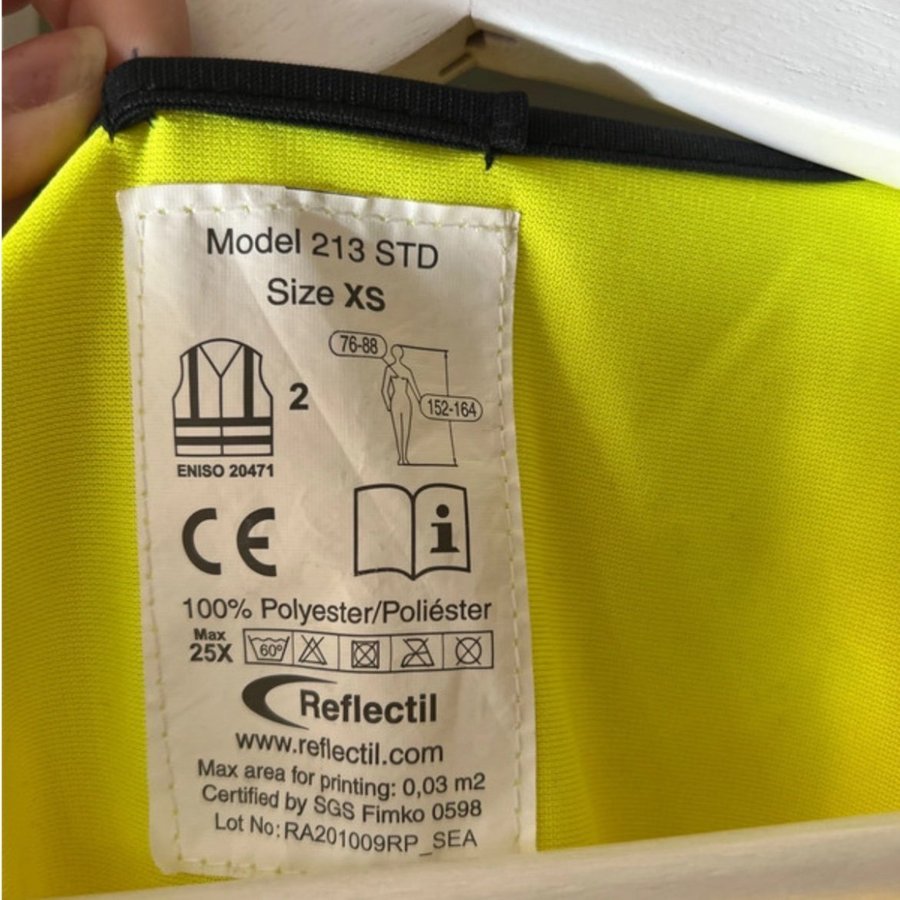 Model 213 STD
Size XS
76-88
2
152-164
ENISO 20471
CE
i
100% Polyester/Poliéster
Max
25X
60º
Reflectil
www.reflectil.com
Max area for printing: 0,03 m2
Certified by SGS Fimko 0598
Lot No: RA201009RP_SEA